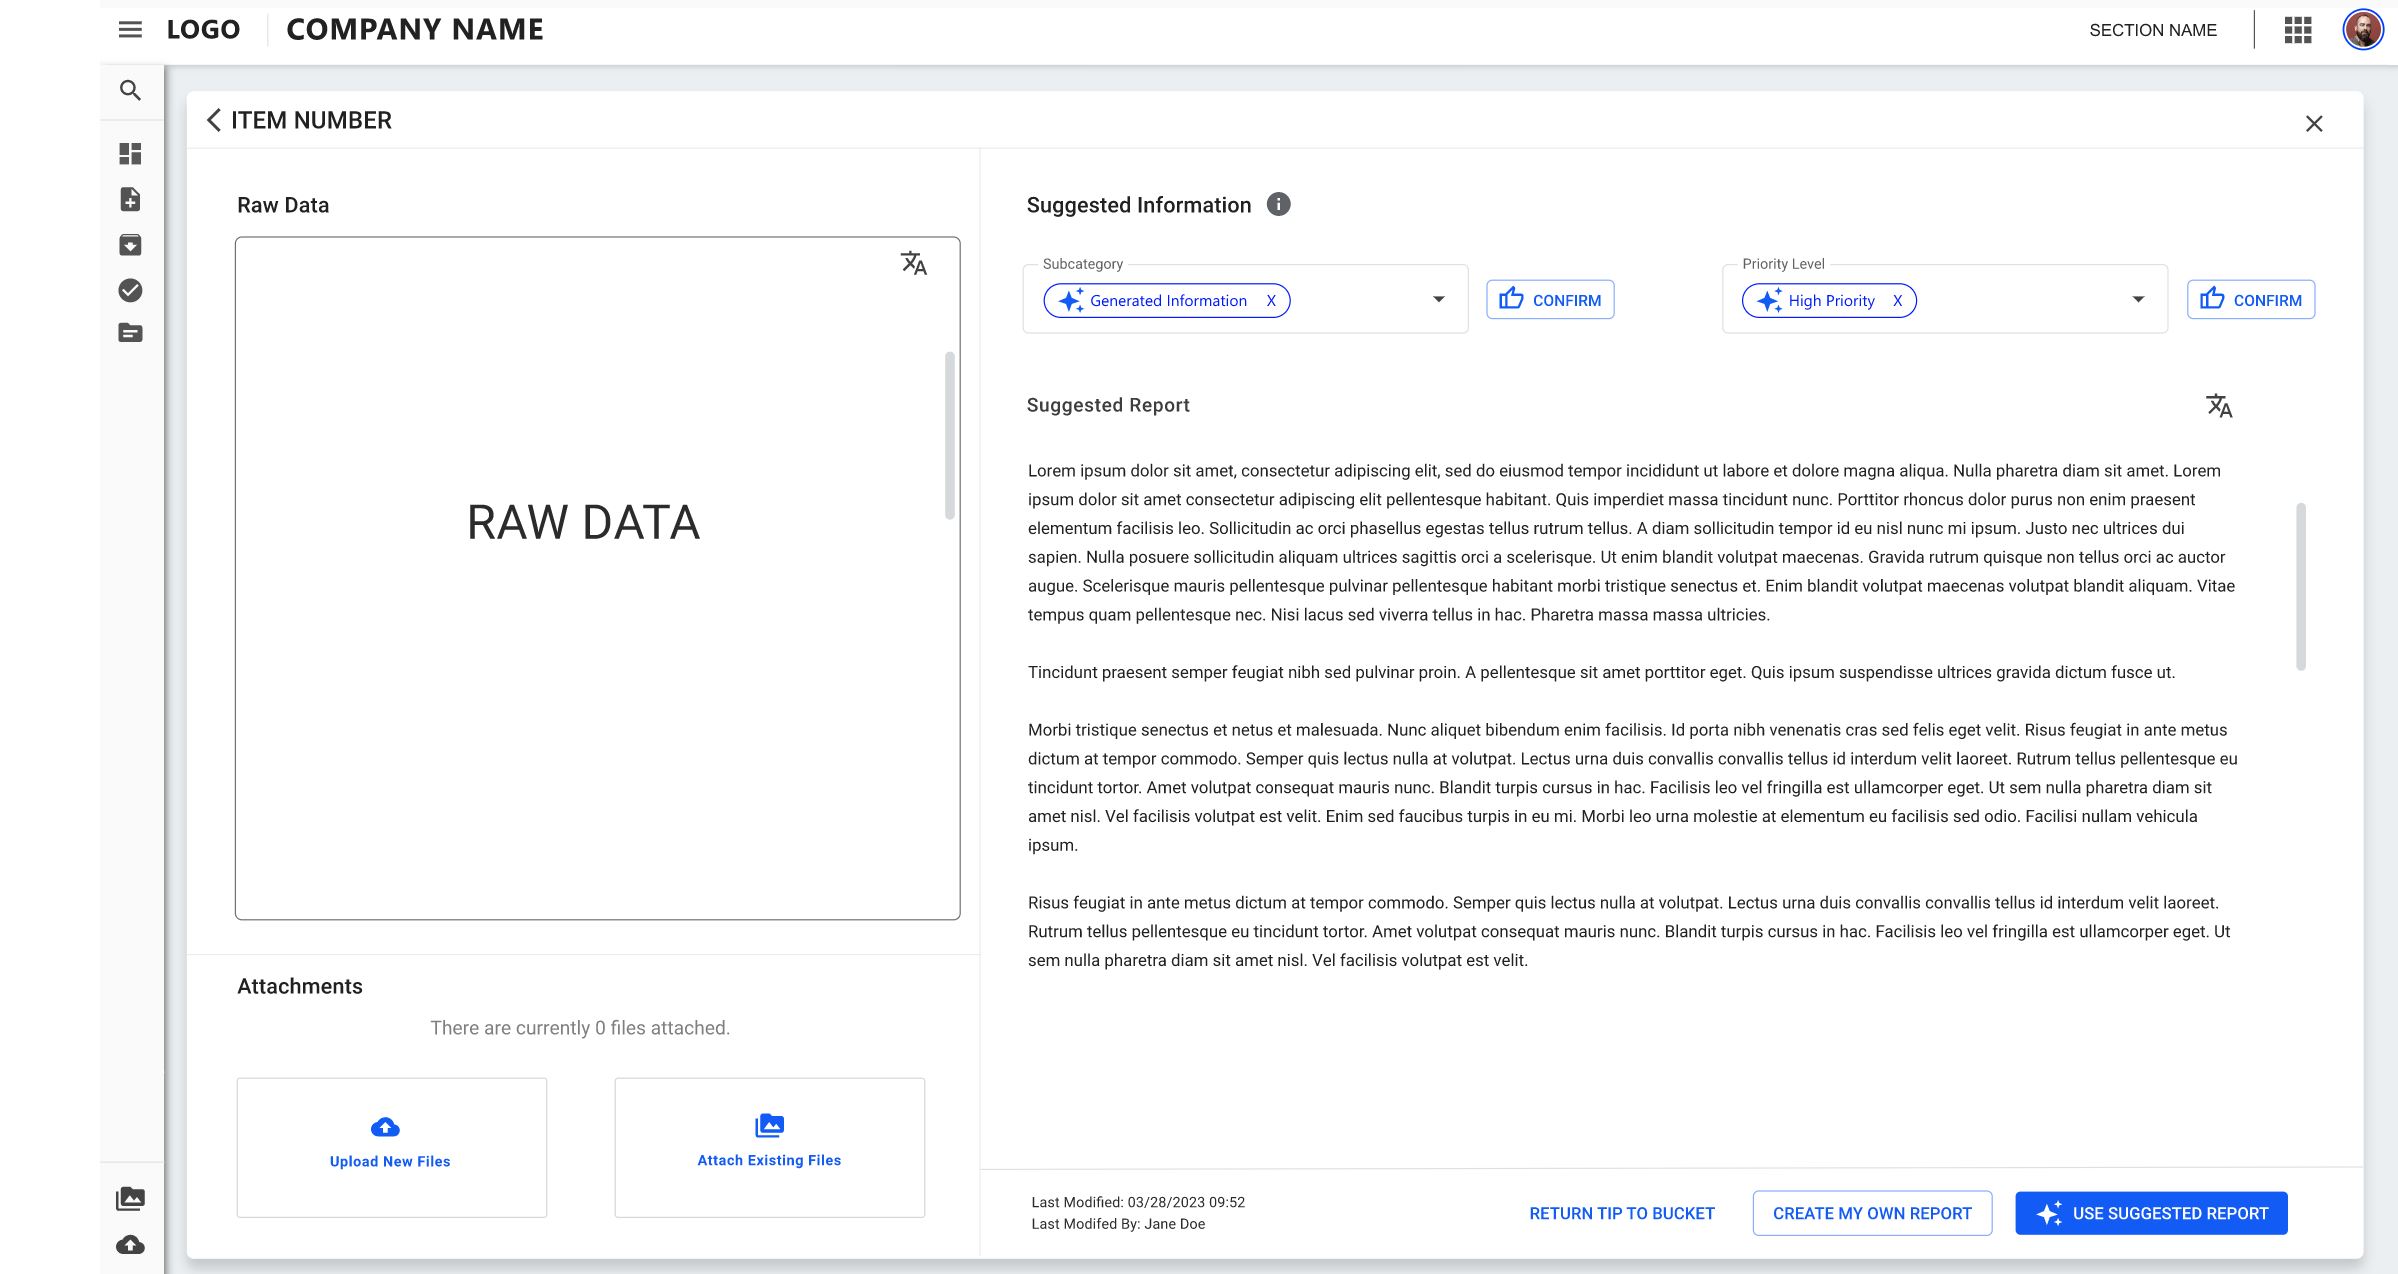 LOGO
COMPANY NAME
SECTION NAME
ITEM NUMBER
Raw Data
RAW DATA
Attachments
There are currently 0 files attached.
Upload New Files
Attach Existing Files
Suggested Information
Subcategory
Generated Information X
CONFIRM
Priority Level
High Priority X
CONFIRM
Suggested Report
Lorem ipsum dolor sit amet, consectetur adipiscing elit, sed do eiusmod tempor incididunt ut labore et dolore magna aliqua. Nulla pharetra diam sit amet. Lorem
ipsum dolor sit amet consectetur adipiscing elit pellentesque habitant. Quis imperdiet massa tincidunt nunc. Porttitor rhoncus dolor purus non enim praesent
elementum facilisis leo. Sollicitudin ac orci phasellus egestas tellus rutrum tellus. A diam sollicitudin tempor id eu nisl nunc mi ipsum. Justo nec ultrices dui
sapien. Nulla posuere sollicitudin aliquam ultrices sagittis orci a scelerisque. Ut enim blandit volutpat maecenas. Gravida rutrum quisque non tellus orci ac auctor
augue. Scelerisque mauris pellentesque pulvinar pellentesque habitant morbi tristique senectus et. Enim blandit volutpat maecenas volutpat blandit aliquam. Vitae
tempus quam pellentesque nec. Nisi lacus sed viverra tellus in hac. Pharetra massa massa ultricies.
Tincidunt praesent semper feugiat nibh sed pulvinar proin. A pellentesque sit amet porttitor eget. Quis ipsum suspendisse ultrices gravida dictum fusce ut.
Morbi tristique senectus et netus et malesuada. Nunc aliquet bibendum enim facilisis. Id porta nibh venenatis cras sed felis eget velit. Risus feugiat in ante metus
dictum at tempor commodo. Semper quis lectus nulla at volutpat. Lectus urna duis convallis convallis tellus id interdum velit laoreet. Rutrum tellus pellentesque eu
tincidunt tortor. Amet volutpat consequat mauris nunc. Blandit turpis cursus in hac. Facilisis leo vel fringilla est ullamcorper eget. Ut sem nulla pharetra diam sit
amet nisl. Vel facilisis volutpat est velit. Enim sed faucibus turpis in eu mi. Morbi leo urna molestie at elementum eu facilisis sed odio. Facilisi nullam vehicula
ipsum.
Risus feugiat in ante metus dictum at tempor commodo. Semper quis lectus nulla at volutpat. Lectus urna duis convallis convallis tellus id interdum velit laoreet.
Rutrum tellus pellentesque eu tincidunt tortor. Amet volutpat consequat mauris nunc. Blandit turpis cursus in hac. Facilisis leo vel fringilla est ullamcorper eget. Ut
sem nulla pharetra diam sit amet nisl. Vel facilisis volutpat est velit.
Last Modified: 03/28/2023 09:52
Last Modifed By: Jane Doe
RETURN TIP TO BUCKET
CREATE MY OWN REPORT
USE SUGGESTED REPORT